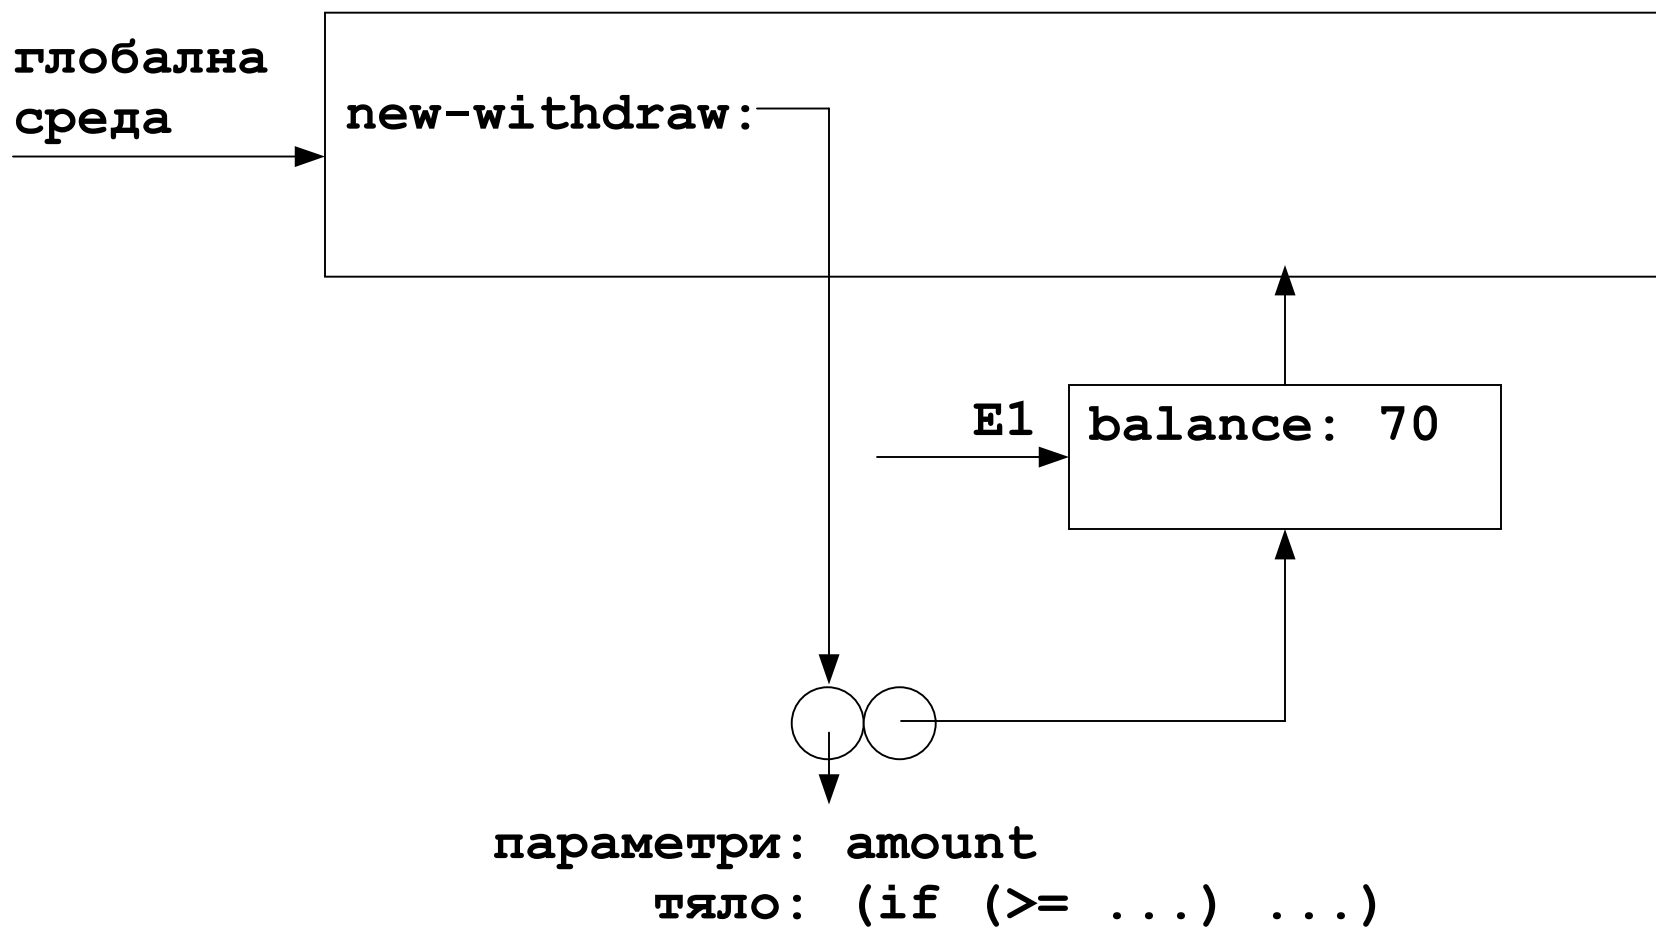 глобална
среда
new-withdraw:
E1
balance: 70
параметри: amount
тяло: (if (>= ...) ...)